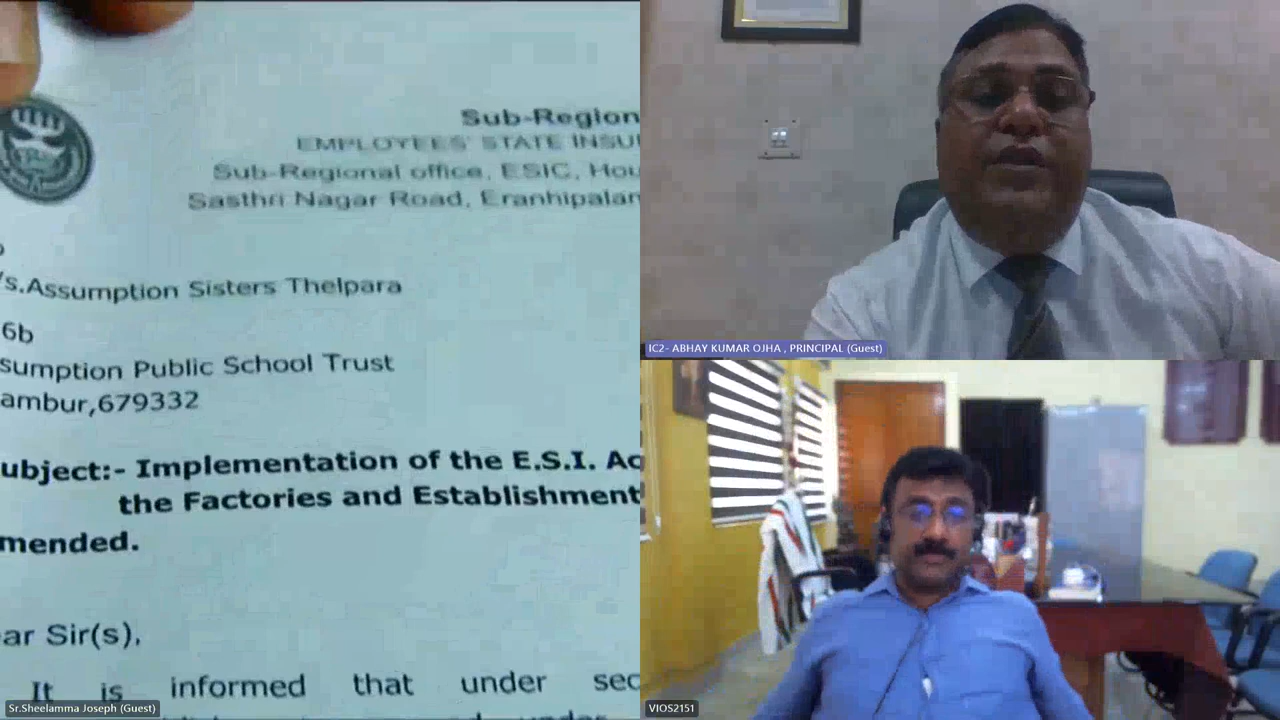 Sub-Region
EMPLOYEES' STATE INSU
Sub-Regional office, ESIC, Hou
Sasthri Nagar Road, Eranhipalan
/s.Assumption Sisters Thelpara
6b
sumption Public School Trust
ambur,679332
ubject:- Implementation of the E.S.I. Ac
the Factories and Establishment
mended.
ar Sir(s),
It is informed that under sec
Sr.Sheelamma Joseph (Guest)
IC2- ABHAY KUMAR OJHA , PRINCIPAL (Guest)
VIOS2151